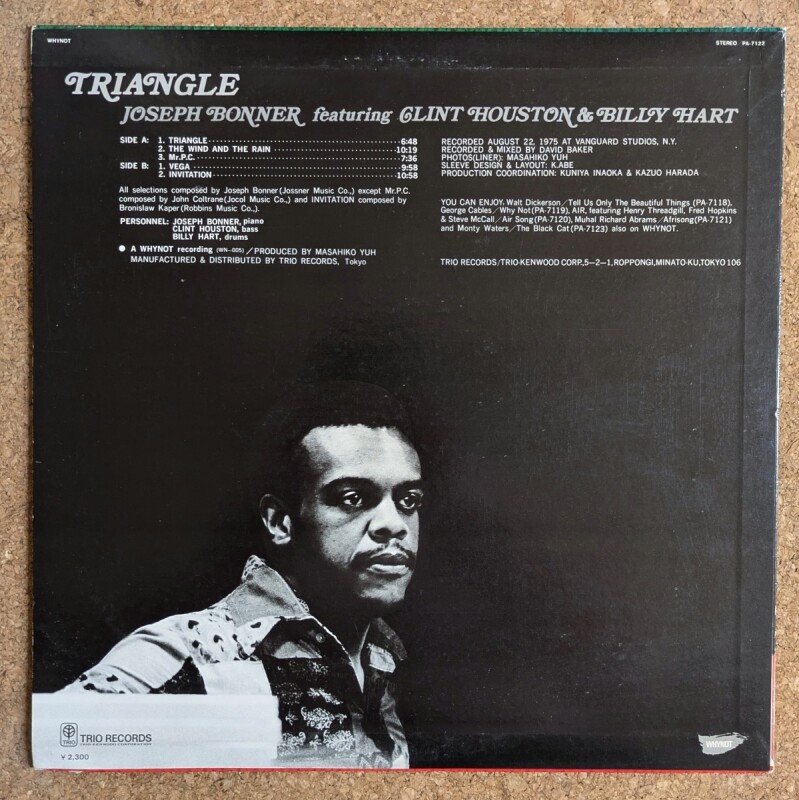 WHYNOT
STEREO PA-7122
TRIANGLE
JOSEPH BONNER featuring CLINT HOUSTON & BILLY HART
SIDE A: 1. TRIANGLE 6:48
2. THE WIND AND THE RAIN 10:19
3. Mr.P.C. 7:36
SIDE B: 1. VEGA 9:58
2. INVITATION 10:58
All selections composed by Joseph Bonner(Jossner Music Co.,) except Mr.P.C.
composed by John Coltrane(Jocol Music Co.,) and INVITATION composed by
Bronislaw Kaper(Robbins Music Co.,).
PERSONNEL: JOSEPH BONNER, piano
CLINT HOUSTON, bass
BILLY HART, drums
● A WHYNOT recording (WN-005)/PRODUCED BY MASAHIKO YUH
MANUFACTURED & DISTRIBUTED BY TRIO RECORDS, Tokyo
RECORDED AUGUST 22, 1975 AT VANGUARD STUDIOS, N.Y.
RECORDED & MIXED BY DAVID BAKER
PHOTOS(LINER): MASAHIKO YUH
SLEEVE DESIGN & LAYOUT: K.ABE
PRODUCTION COORDINATION: KUNIYA INAOKA & KAZUO HARADA
YOU CAN ENJOY, Walt Dickerson/Tell Us Only The Beautiful Things (PA-7118),
George Cables/Why Not(PA-7119), AIR, featuring Henry Threadgill, Fred Hopkins
& Steve McCall/Air Song(PA-7120), Muhal Richard Abrams/Afrisong(PA-7121)
and Monty Waters/The Black Cat(PA-7123) also on WHYNOT.
TRIO RECORDS/TRIO-KENWOOD CORP.,5-2-1,ROPPONGI,MINATO-KU,TOKYO 106
TRIO
TRIO RECORDS
¥2,300
WHYNOT